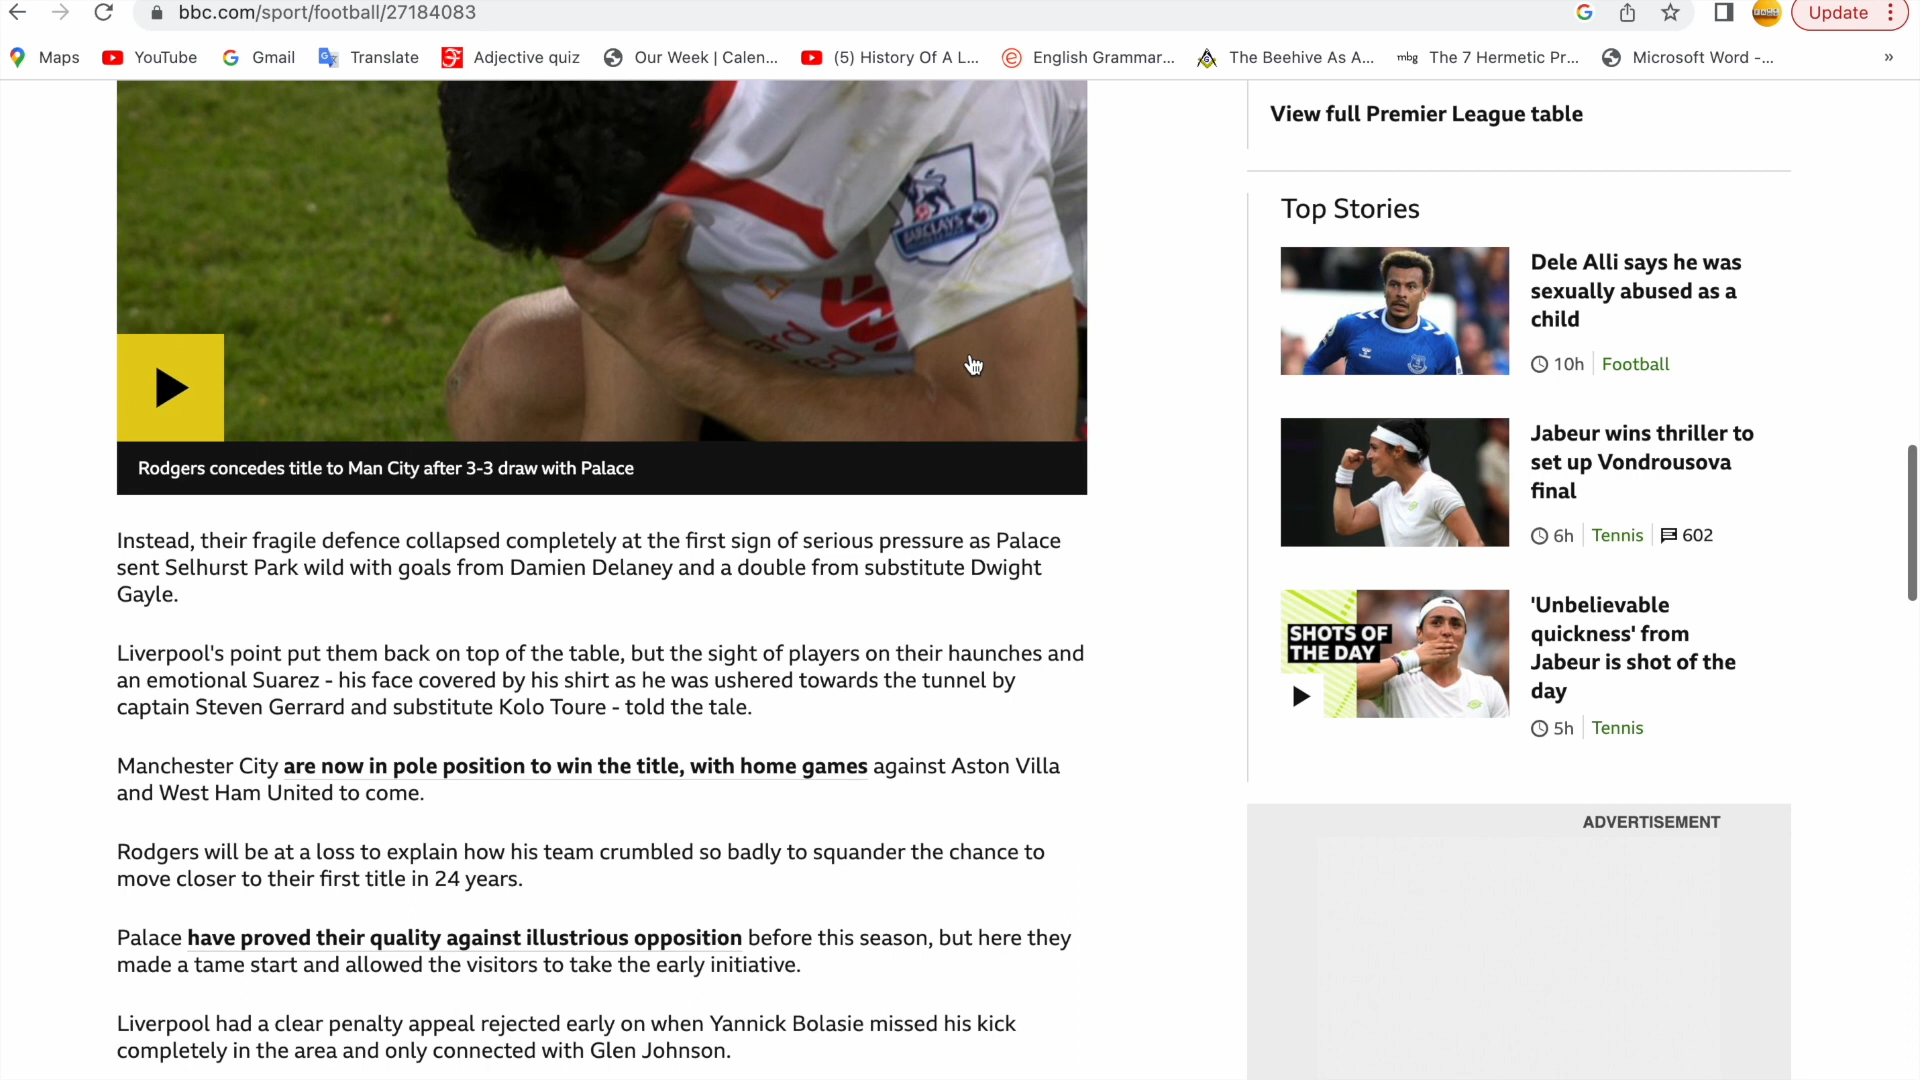 bbc.com/sport/football/27184083
Update
Maps
YouTube
Gmail
Translate
Adjective quiz
Our Week | Calen...
(5) History Of A L...
English Grammar...
The Beehive As A...
mbg
The 7 Hermetic Pr...
Microsoft Word -...
»
BARCLAYS
Rodgers concedes title to Man City after 3-3 draw with Palace
Instead, their fragile defence collapsed completely at the first sign of serious pressure as Palace
sent Selhurst Park wild with goals from Damien Delaney and a double from substitute Dwight
Gayle.
Liverpool's point put them back on top of the table, but the sight of players on their haunches and
an emotional Suarez - his face covered by his shirt as he was ushered towards the tunnel by
captain Steven Gerrard and substitute Kolo Toure - told the tale.
Manchester City are now in pole position to win the title, with home games against Aston Villa
and West Ham United to come.
Rodgers will be at a loss to explain how his team crumbled so badly to squander the chance to
move closer to their first title in 24 years.
Palace have proved their quality against illustrious opposition before this season, but here they
made a tame start and allowed the visitors to take the early initiative.
Liverpool had a clear penalty appeal rejected early on when Yannick Bolasie missed his kick
completely in the area and only connected with Glen Johnson.
View full Premier League table
Top Stories
Dele Alli says he was
sexually abused as a
child
10h
Football
Jabeur wins thriller to
set up Vondrousova
final
6h
Tennis
602
SHOTS OF
THE DAY
'Unbelievable
quickness' from
Jabeur is shot of the
day
5h
Tennis
ADVERTISEMENT